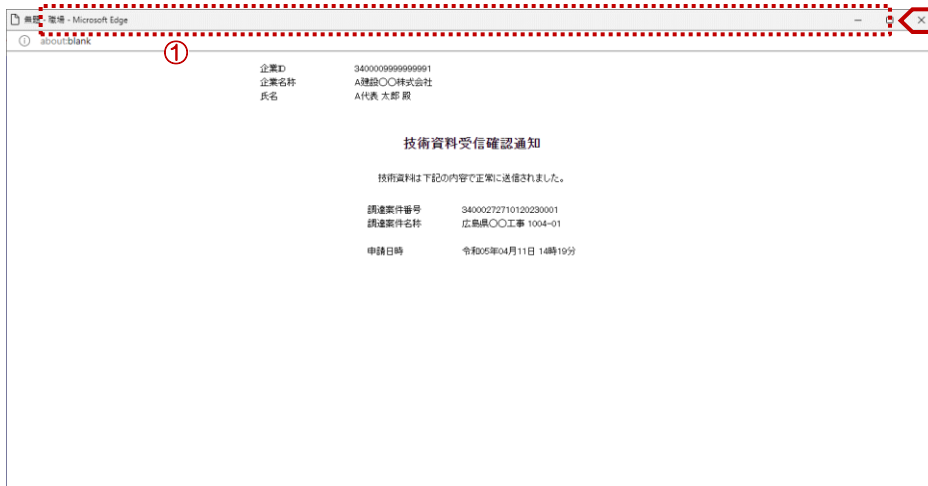 無題 - 職場 - Microsoft Edge
about:blank
①
企業ID 3400009999999991
企業名称 A建設〇〇株式会社
氏名 A代表 太郎 殿
技術資料受信確認通知
技術資料は下記の内容で正常に送信されました。
調達案件番号 34000272710120230001
調達案件名称 広島県〇〇工事 1004-01
申請日時 令和05年04月11日 14時19分